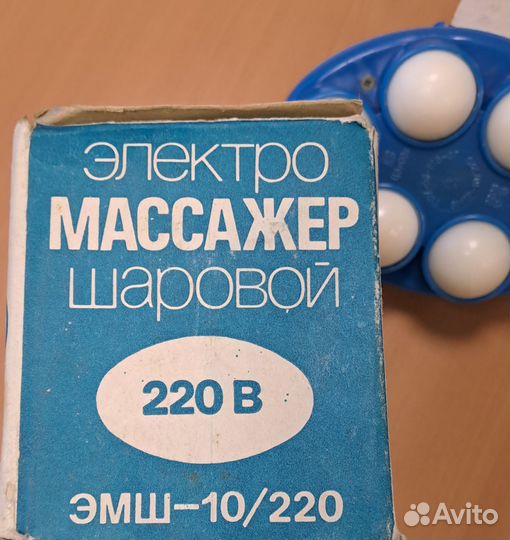 электро
МАССАЖЕР
шаровой
220 В
ЭМШ-10/220
Avito